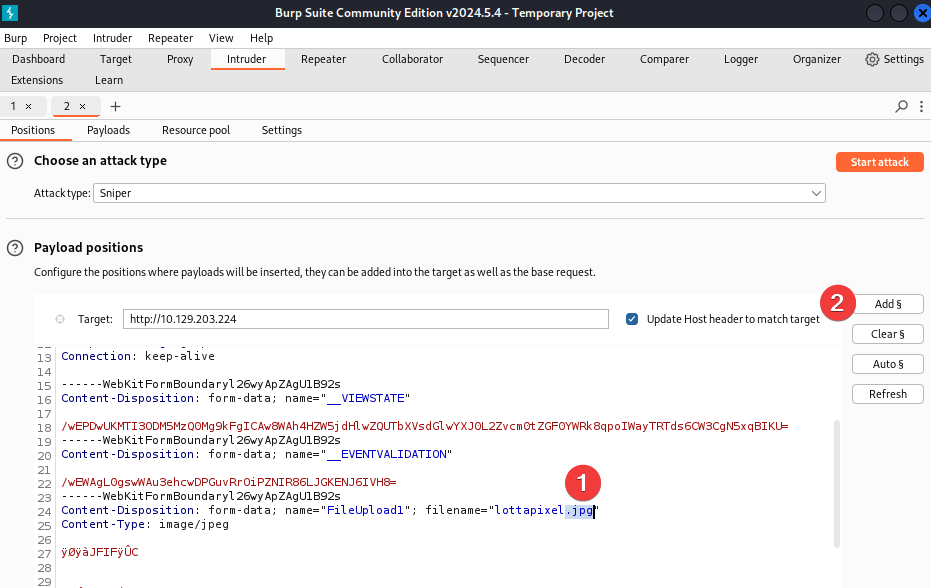 Burp Suite Community Edition v2024.5.4 - Temporary Project
Burp Project Intruder Repeater View Help
Dashboard Target Proxy Intruder Repeater Collaborator Sequencer Decoder Comparer Logger Organizer Settings
Extensions Learn
1 × 2 × +
Positions Payloads Resource pool Settings
? Choose an attack type Start attack
Attack type: Sniper
? Payload positions
Configure the positions where payloads will be inserted, they can be added into the target as well as the base request.
2 Add §
Target: http://10.129.203.224 Update Host header to match target
Clear §
Auto §
Refresh
13 Connection: keep-alive
14
15 ------WebKitFormBoundaryl26wyApZAgU1B92s
16 Content-Disposition: form-data; name="__VIEWSTATE"
17
18 /wEPDwUKMTI3ODM5MzQ0Mg9kFgICAw8WAh4HZW5jdHlwZQUTbXVsdGlwYXJ0L2Zvcm0tZGF0YWRk8qpoIWayTRTds6CW3CgN5xqBIKU=
19 ------WebKitFormBoundaryl26wyApZAgU1B92s
20 Content-Disposition: form-data; name="__EVENTVALIDATION"
21
22 /wEWAgL0gswWAu3ehcwDPGuvRrOiPZNIR86LJGKENJ6IVH8=
23 ------WebKitFormBoundaryl26wyApZAgU1B92s
1
24 Content-Disposition: form-data; name="FileUpload1"; filename="lottapixel.jpg"
25 Content-Type: image/jpeg
26
27 ÿØÿàJFIFÿÛC
28
29